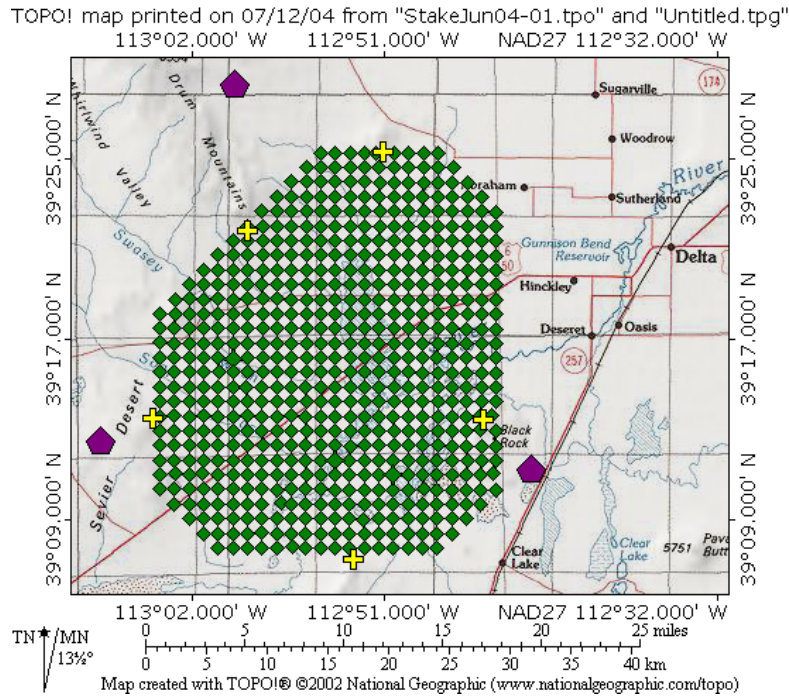 TOPO! map printed on 07/12/04 from "StakeJun04-01.tpo" and "Untitled.tpg"
113°02.000' W 112°51.000' W NAD27 112°32.000' W
174
Sugarville
Drum
Mountains
Whirlwind
Valley
Woodrow
39°25.000' N
39°25.000' N
River
Sutherland
Swasey
Gunnison Bend
Reservoir
6
50
Delta
Hinckley
39°17.000' N
39°17.000' N
Deseret
Oasis
257
Desert
Black
Rock
Sevier
39°09.000' N
39°09.000' N
Clear
Lake
Clear
Lake
5751
113°02.000' W 112°51.000' W NAD27 112°32.000' W
TN MN
13½°
0 5 10 15 20 25 miles
0 5 10 15 20 25 30 35 40 km
Map created with TOPO!® ©2002 National Geographic (www.nationalgeographic.com/topo)